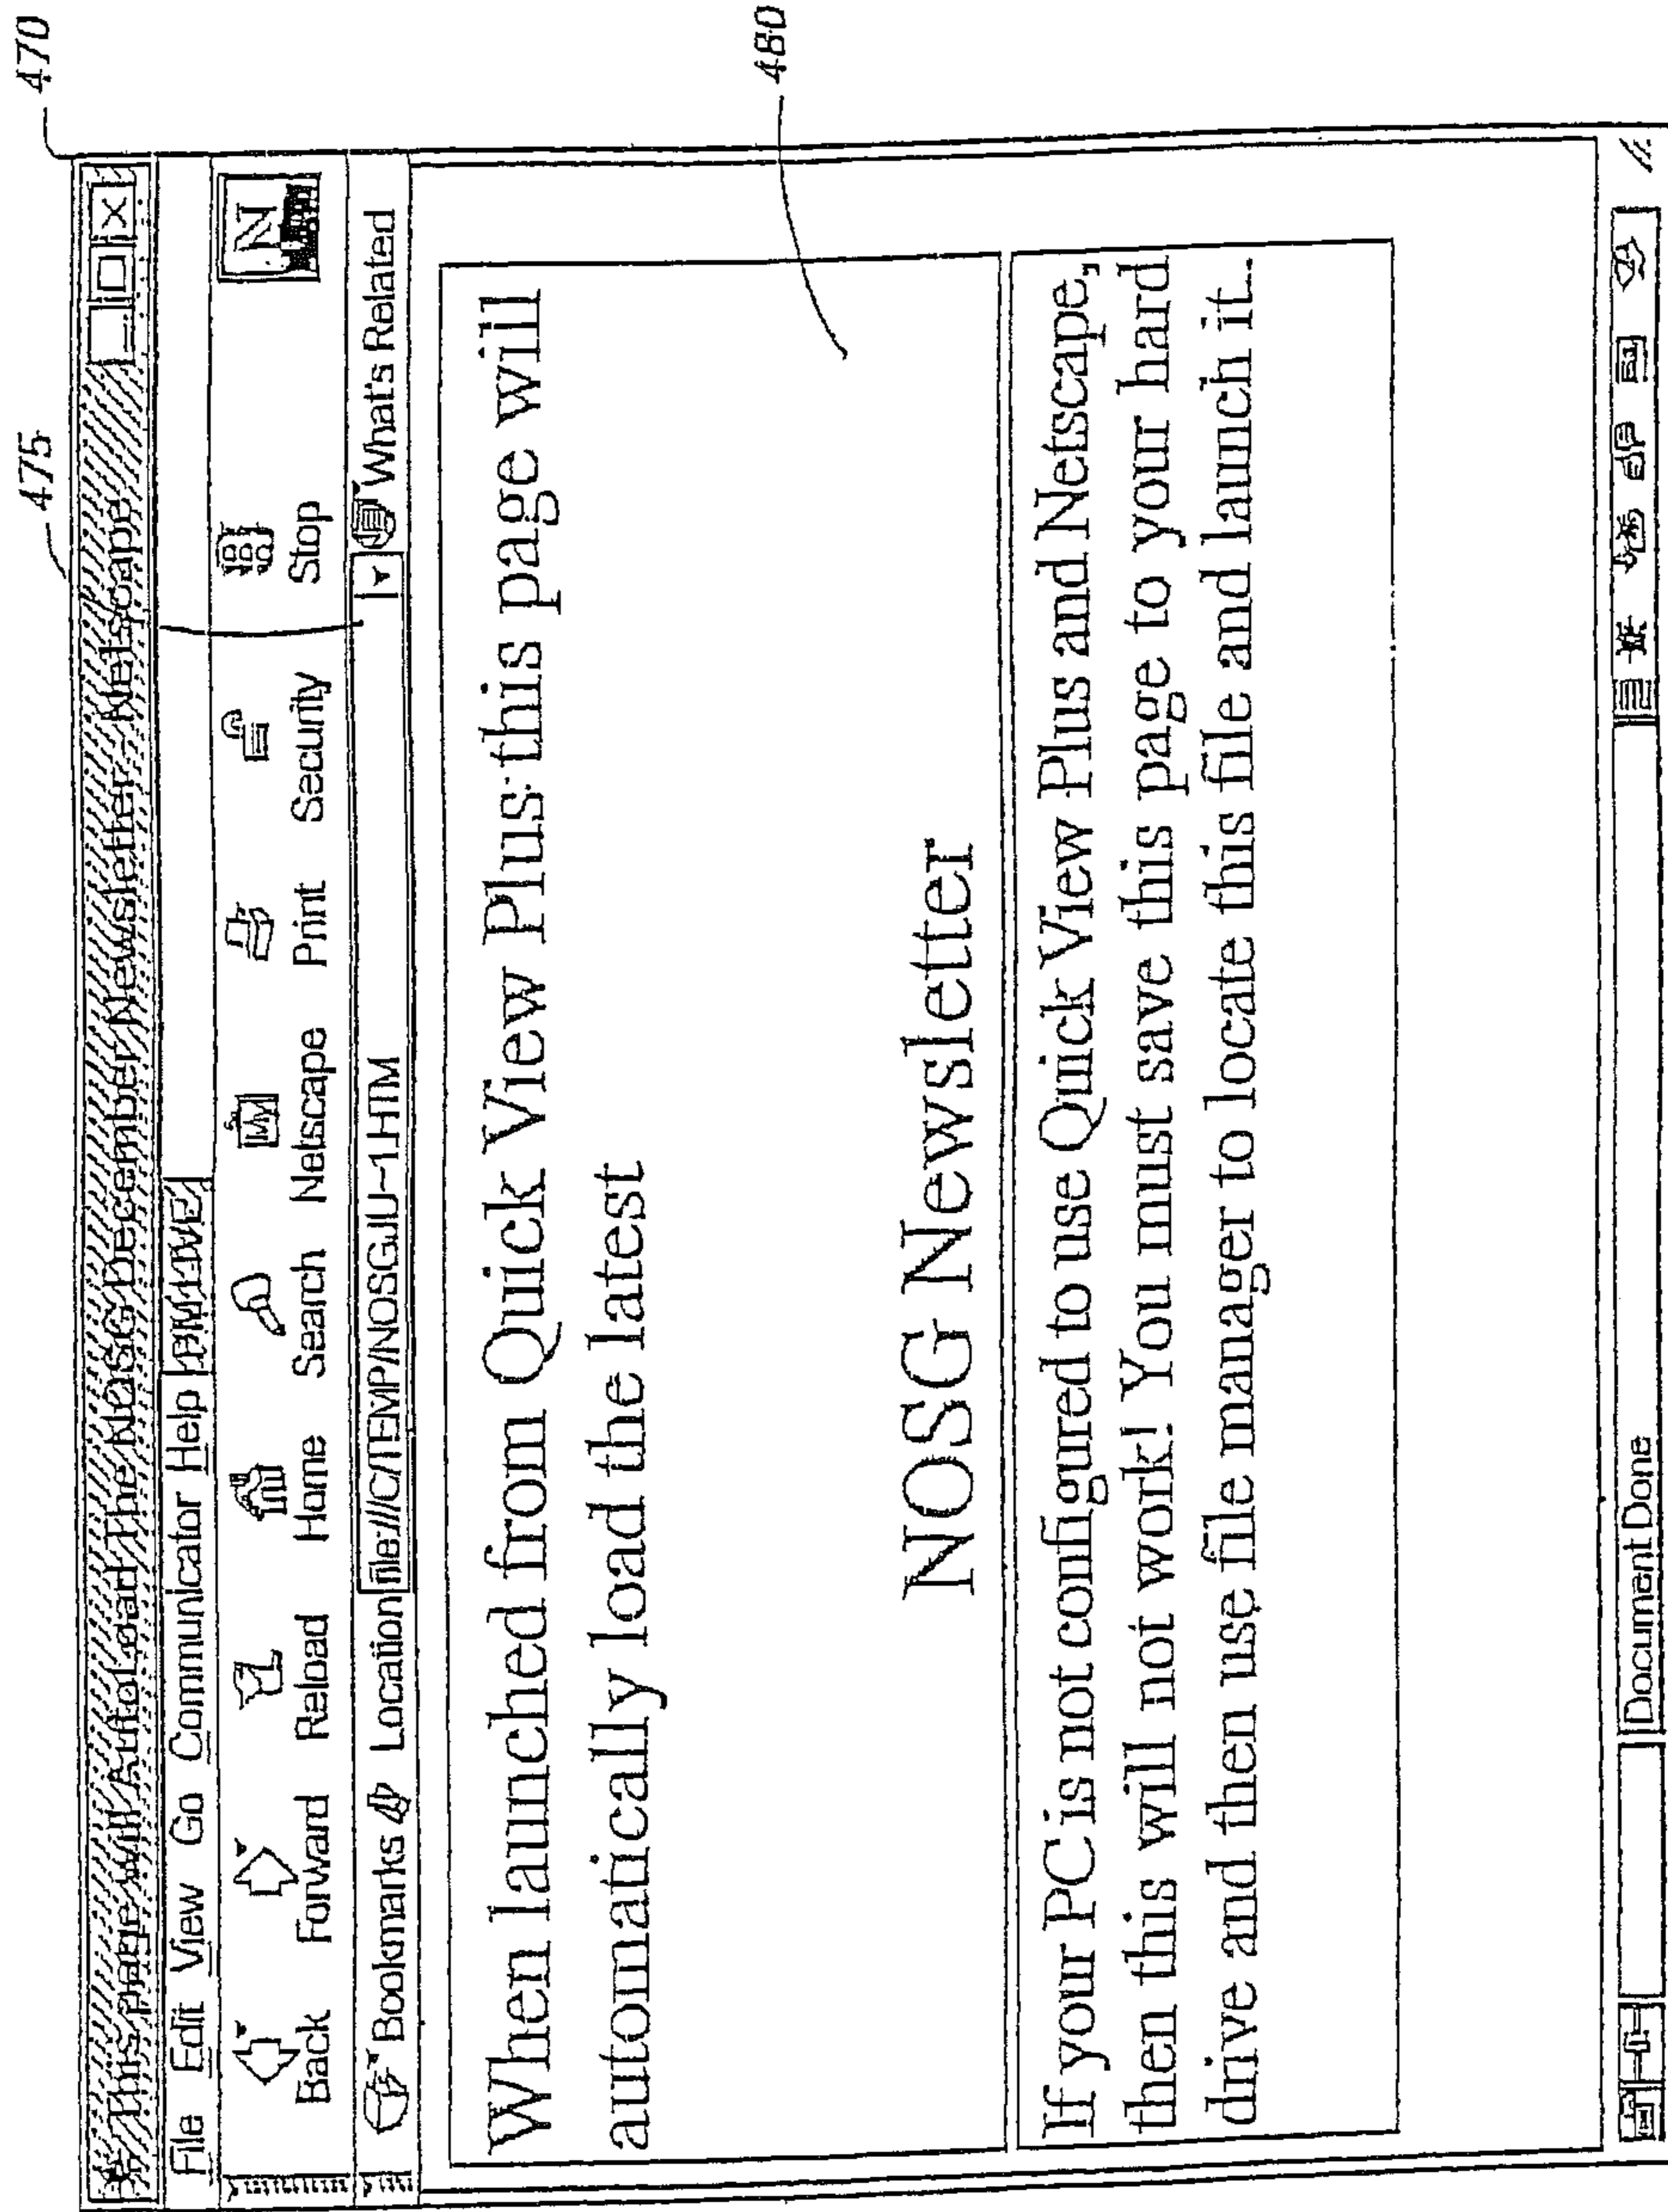 470
475
This page will AutoLoad The NOSG December Newsletter - Netscape
File Edit View Go Communicator Help
N
Back Forward Reload Home Search Netscape Print Security Stop
Bookmarks Location file:///C/TEMP/NOSGJU~1.HTM What's Related
When launched from Quick View Plus this page will
automatically load the latest
480
NOSG Newsletter
If your PC is not configured to use Quick View Plus and Netscape,
then this will not work! You must save this page to your hard
drive and then use file manager to locate this file and launch it.
Document Done